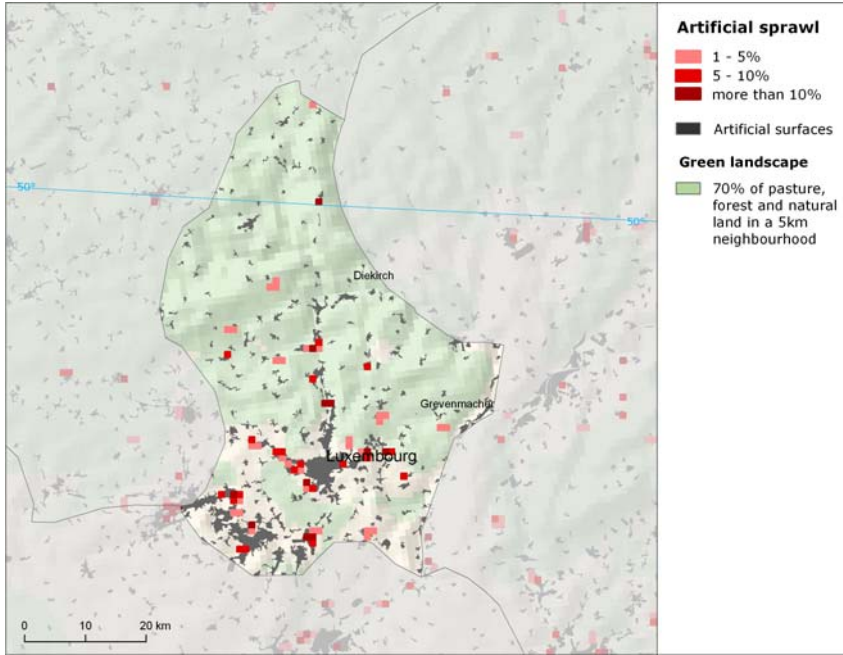 Artificial sprawl
1 - 5%
5 - 10%
more than 10%
Artificial surfaces
Green landscape
70% of pasture,
forest and natural
land in a 5km
neighbourhood
50°
50°
Diekirch
Grevenmacher
Luxembourg
0 10 20 km